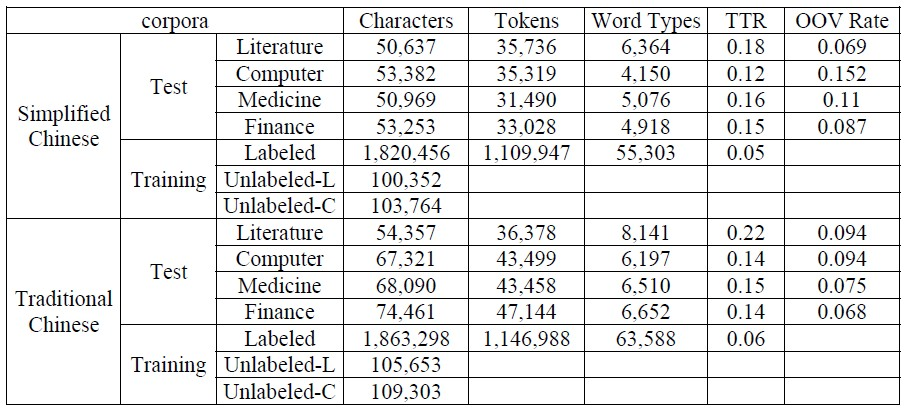 corpora Characters Tokens Word Types TTR OOV Rate
Simplified Chinese Test Literature 50,637 35,736 6,364 0.18 0.069
Computer 53,382 35,319 4,150 0.12 0.152
Medicine 50,969 31,490 5,076 0.16 0.11
Finance 53,253 33,028 4,918 0.15 0.087
Training Labeled 1,820,456 1,109,947 55,303 0.05
Unlabeled-L 100,352
Unlabeled-C 103,764
Traditional Chinese Test Literature 54,357 36,378 8,141 0.22 0.094
Computer 67,321 43,499 6,197 0.14 0.094
Medicine 68,090 43,458 6,510 0.15 0.075
Finance 74,461 47,144 6,652 0.14 0.068
Training Labeled 1,863,298 1,146,988 63,588 0.06
Unlabeled-L 105,653
Unlabeled-C 109,303